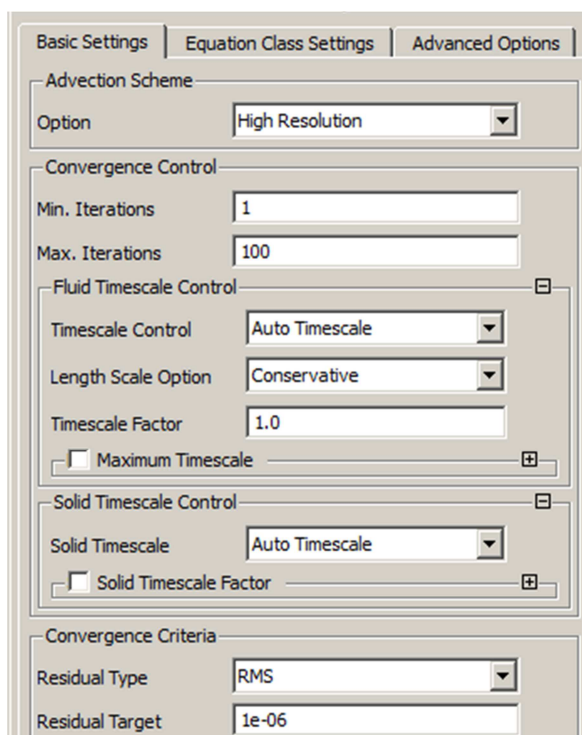 Basic Settings Equation Class Settings Advanced Options
Advection Scheme
Option High Resolution
Convergence Control
Min. Iterations 1
Max. Iterations 100
Fluid Timescale Control
Timescale Control Auto Timescale
Length Scale Option Conservative
Timescale Factor 1.0
Maximum Timescale
Solid Timescale Control
Solid Timescale Auto Timescale
Solid Timescale Factor
Convergence Criteria
Residual Type RMS
Residual Target 1e-06